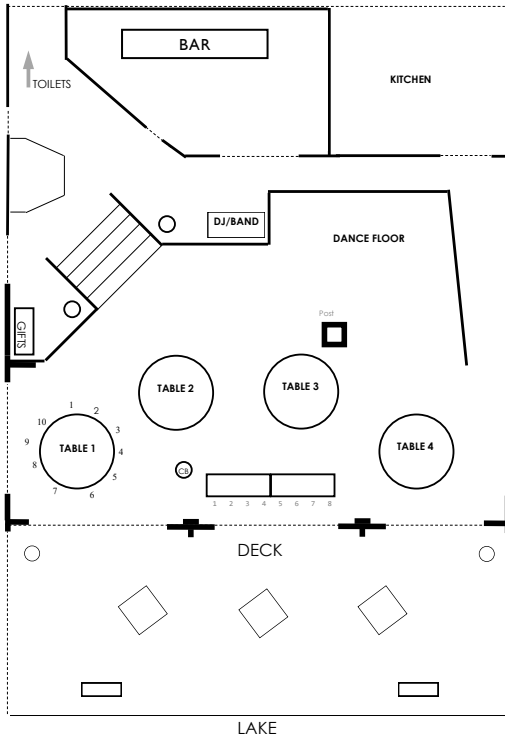 BAR
TOILETS
KITCHEN
DJ/BAND
DANCE FLOOR
GIFTS
Post
TABLE 2
TABLE 3
1
2
3
4
5
6
7
8
9
10
TABLE 1
TABLE 4
CB
1 2 3 4 5 6 7 8
DECK
LAKE